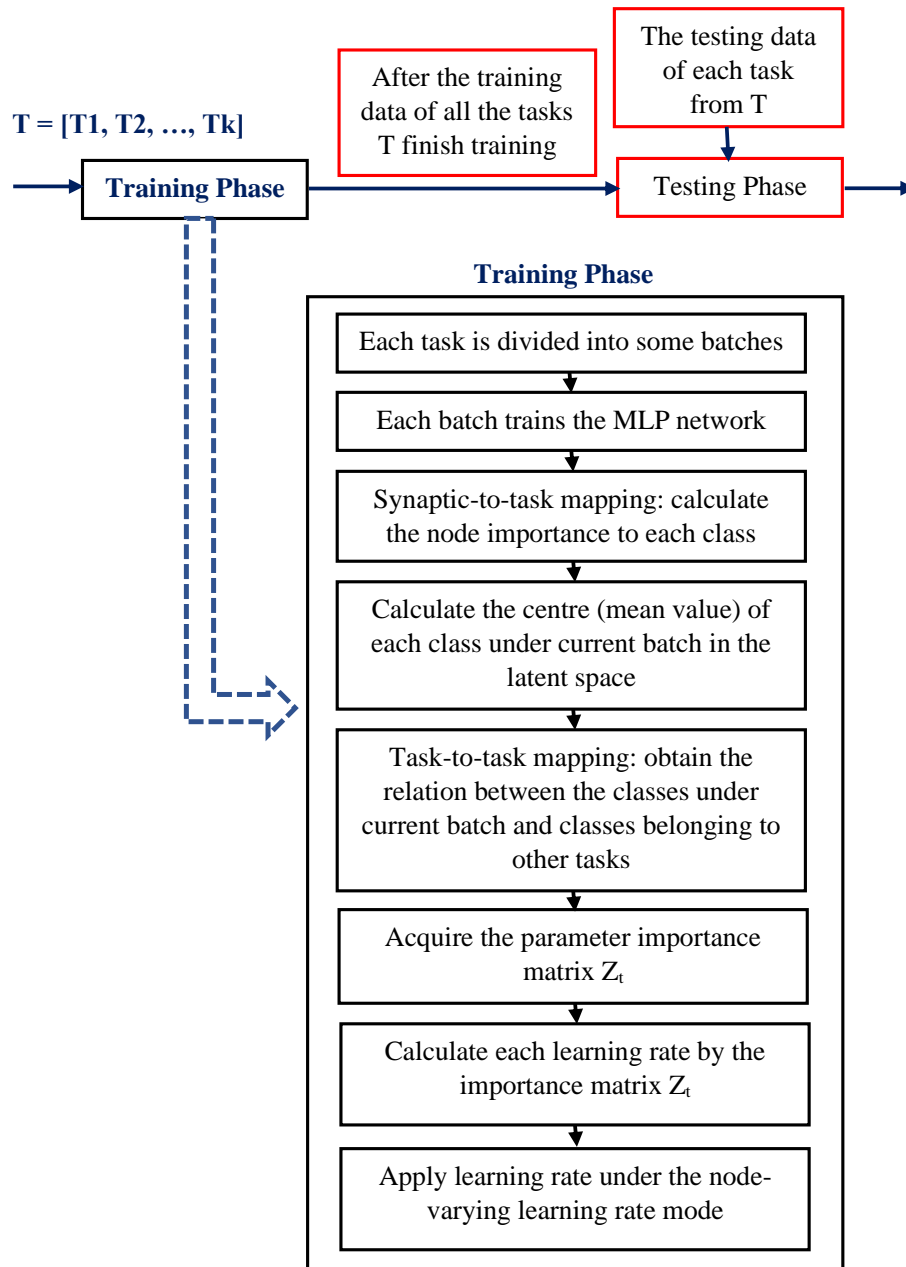 The testing data
of each task
from T
After the training
data of all the tasks
T finish training
T = [T1, T2, …, Tk]
Training Phase
Testing Phase
Training Phase
Each task is divided into some batches
Each batch trains the MLP network
Synaptic-to-task mapping: calculate
the node importance to each class
Calculate the centre (mean value) of
each class under current batch in the
latent space
Task-to-task mapping: obtain the
relation between the classes under
current batch and classes belonging to
other tasks
Acquire the parameter importance
matrix Zₜ
Calculate each learning rate by the
importance matrix Zₜ
Apply learning rate under the node-
varying learning rate mode